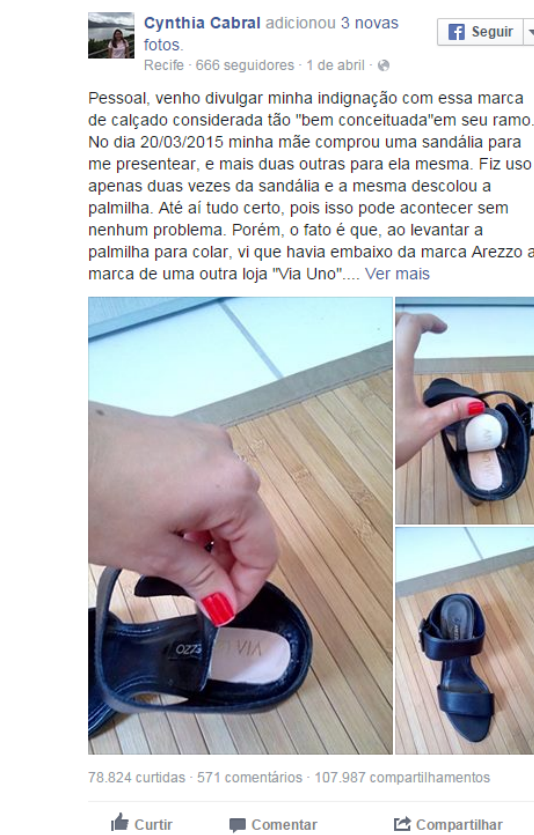 Cynthia Cabral adicionou 3 novas
fotos.
Seguir
Recife · 666 seguidores · 1 de abril ·
Pessoal, venho divulgar minha indignação com essa marca
de calçado considerada tão "bem conceituada"em seu ramo.
No dia 20/03/2015 minha mãe comprou uma sandália para
me presentear, e mais duas outras para ela mesma. Fiz uso
apenas duas vezes da sandália e a mesma descolou a
palmilha. Até aí tudo certo, pois isso pode acontecer sem
nenhum problema. Porém, o fato é que, ao levantar a
palmilha para colar, vi que havia embaixo da marca Arezzo a
marca de uma outra loja "Via Uno".... Ver mais
EZZO
VIA U
78.824 curtidas · 571 comentários · 107.987 compartilhamentos
Curtir
Comentar
Compartilhar